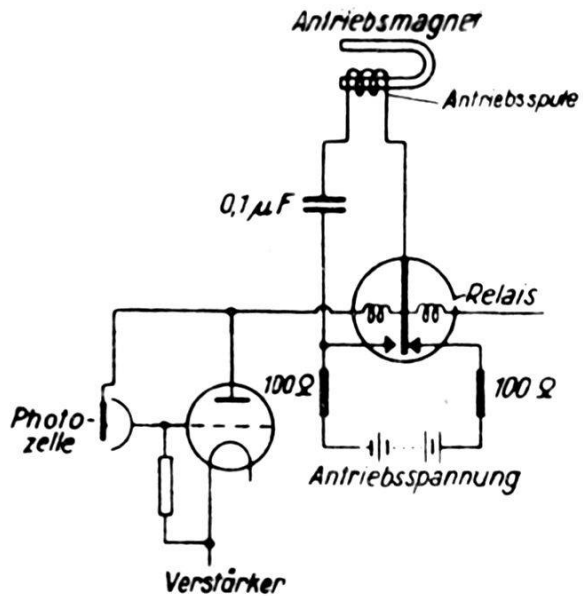 Antriebsmagnet
Antriebsspule
0,1 μF
Relais
100 Ω
100 Ω
Photo-
zelle
Antriebsspannung
Verstärker